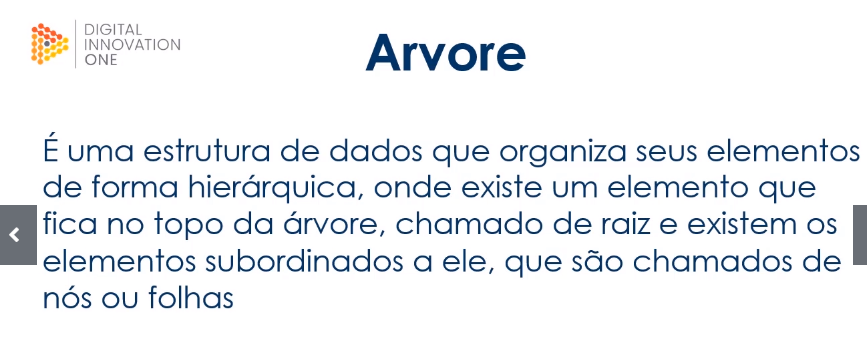 DIGITAL
INNOVATION
ONE
Arvore
É uma estrutura de dados que organiza seus elementos
de forma hierárquica, onde existe um elemento que
fica no topo da árvore, chamado de raiz e existem os
elementos subordinados a ele, que são chamados de
nós ou folhas